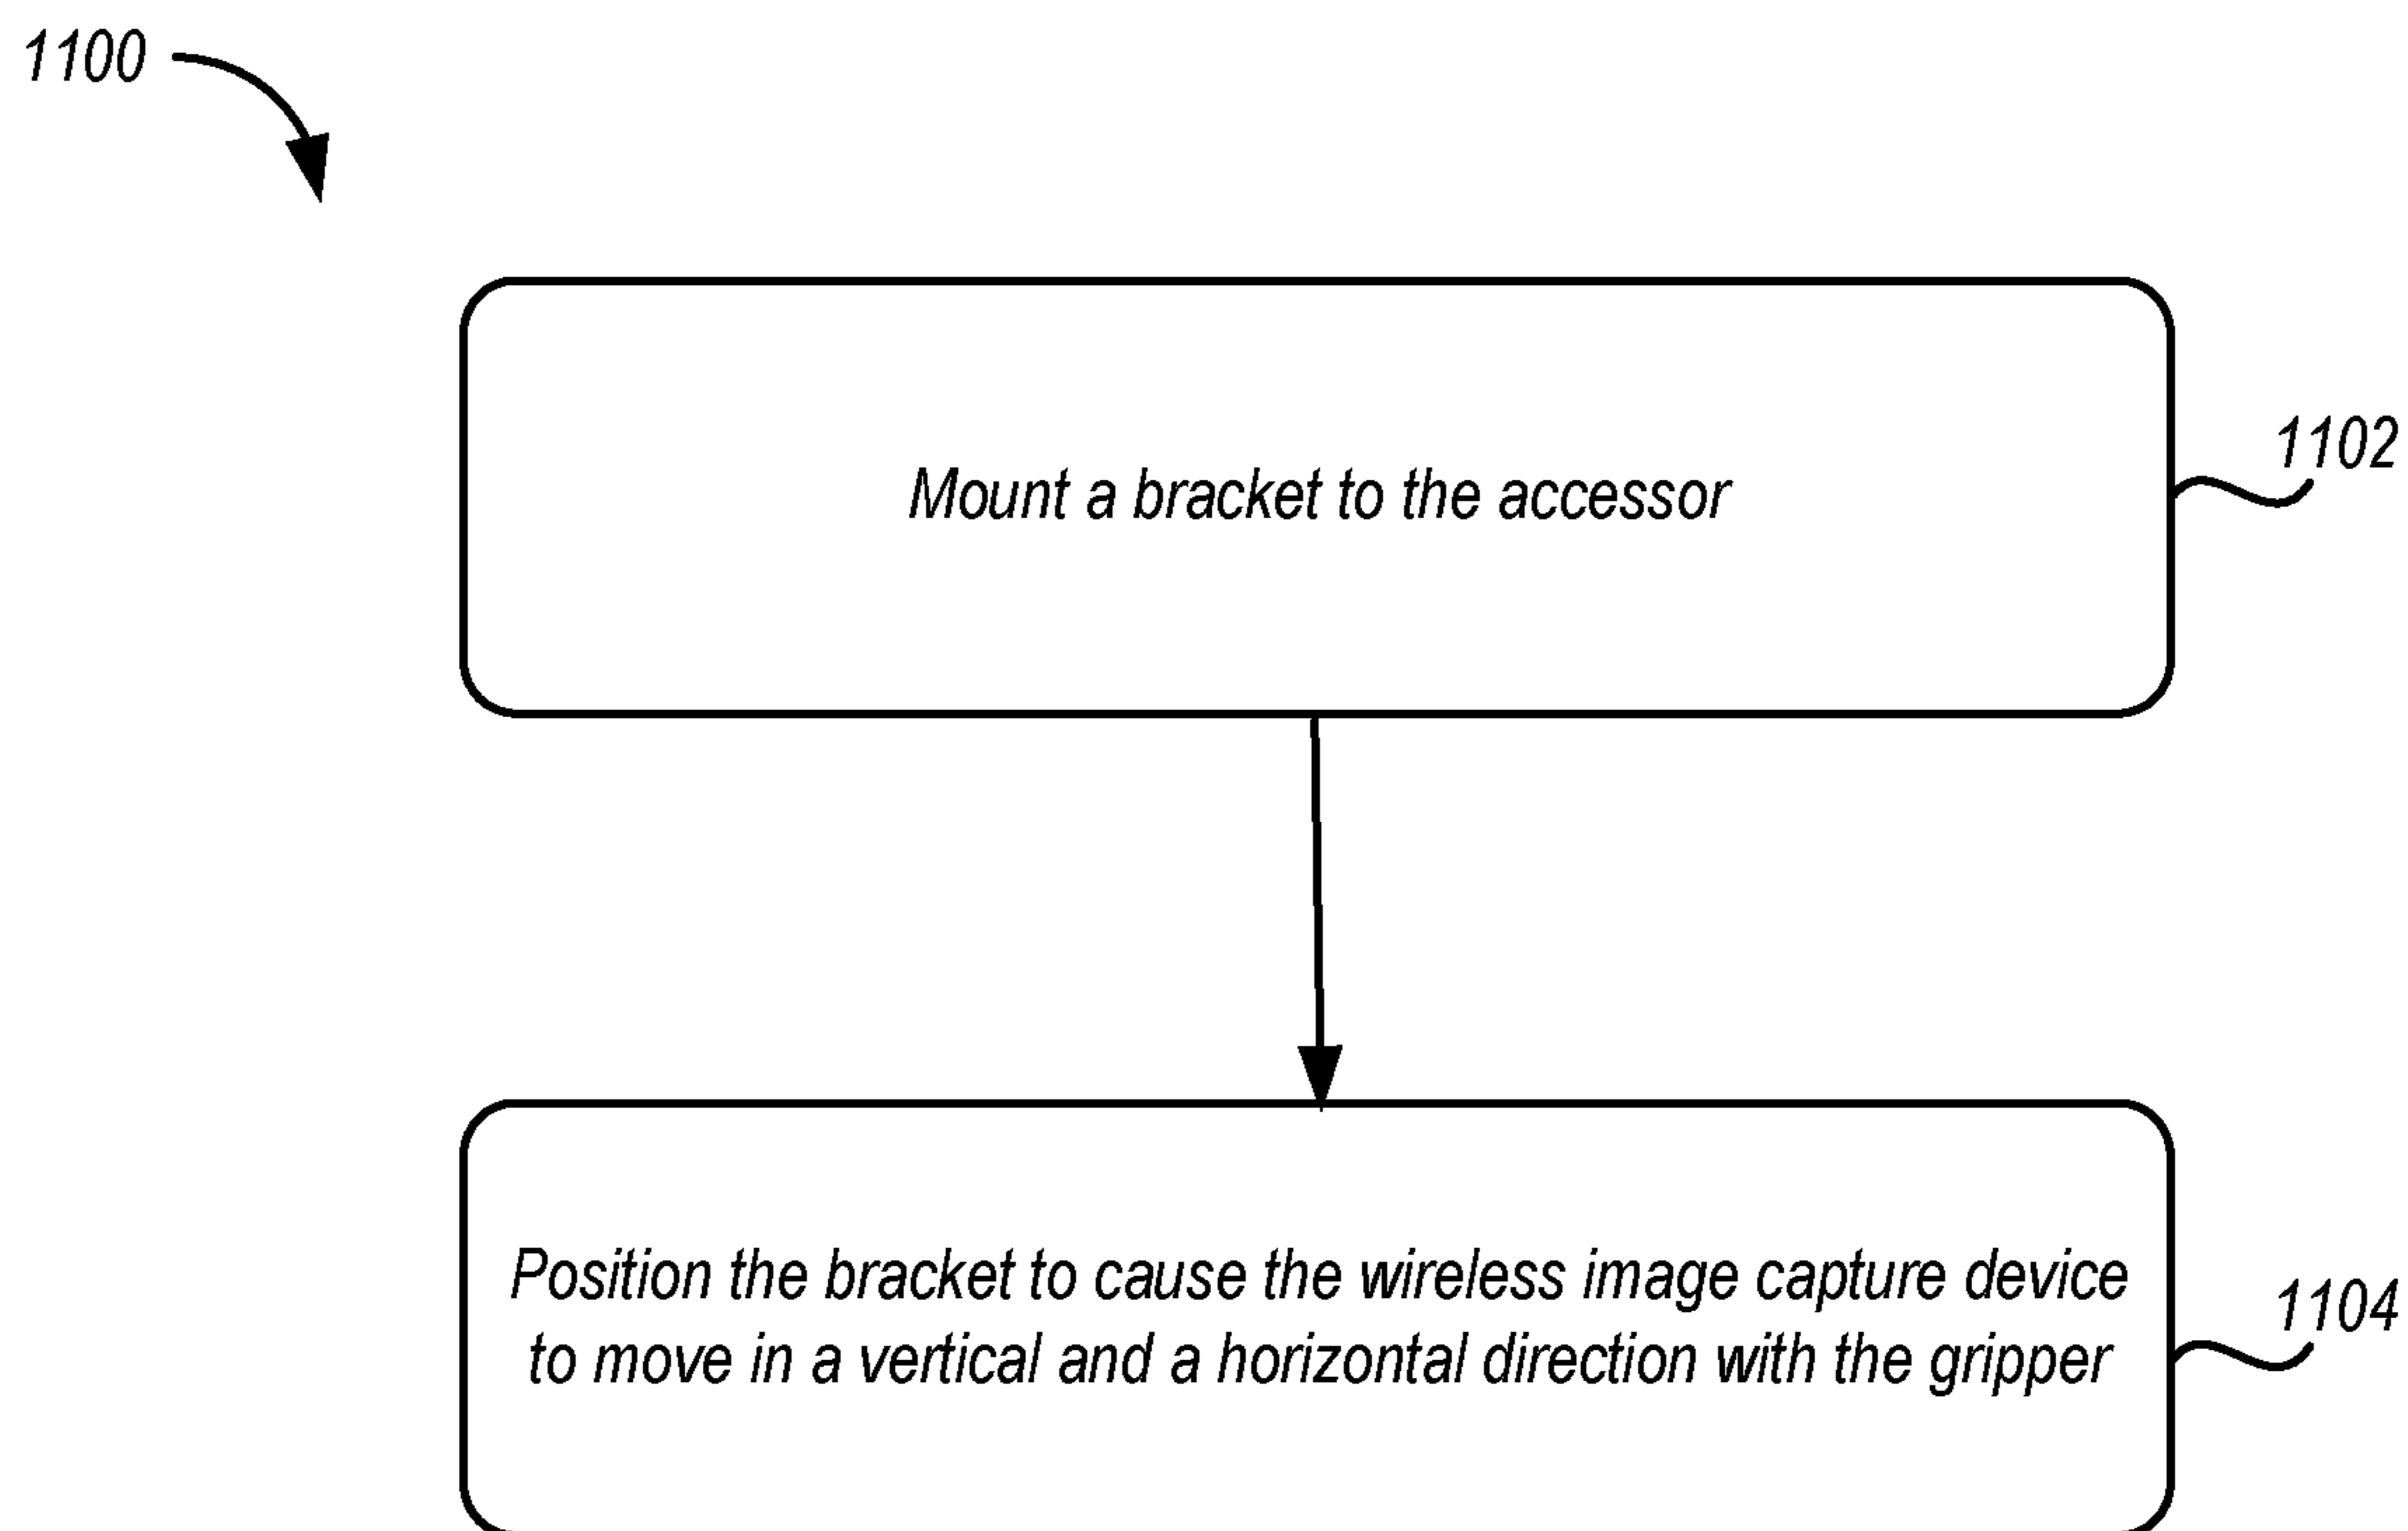 1100
Mount a bracket to the accessor
1102
Position the bracket to cause the wireless image capture device
to move in a vertical and a horizontal direction with the gripper
1104